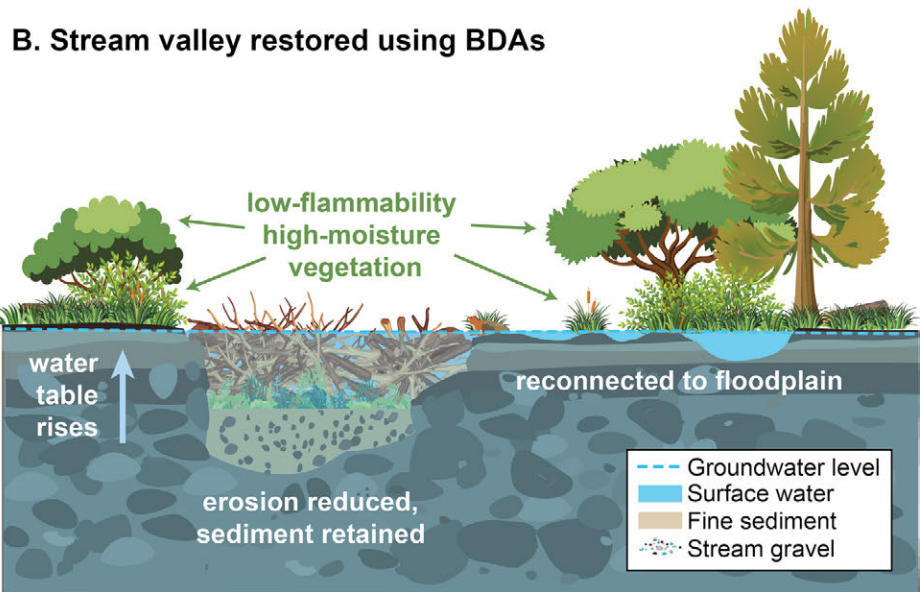 B. Stream valley restored using BDAs
low-flammability
high-moisture
vegetation
water
table
rises
reconnected to floodplain
erosion reduced,
sediment retained
Groundwater level
Surface water
Fine sediment
Stream gravel